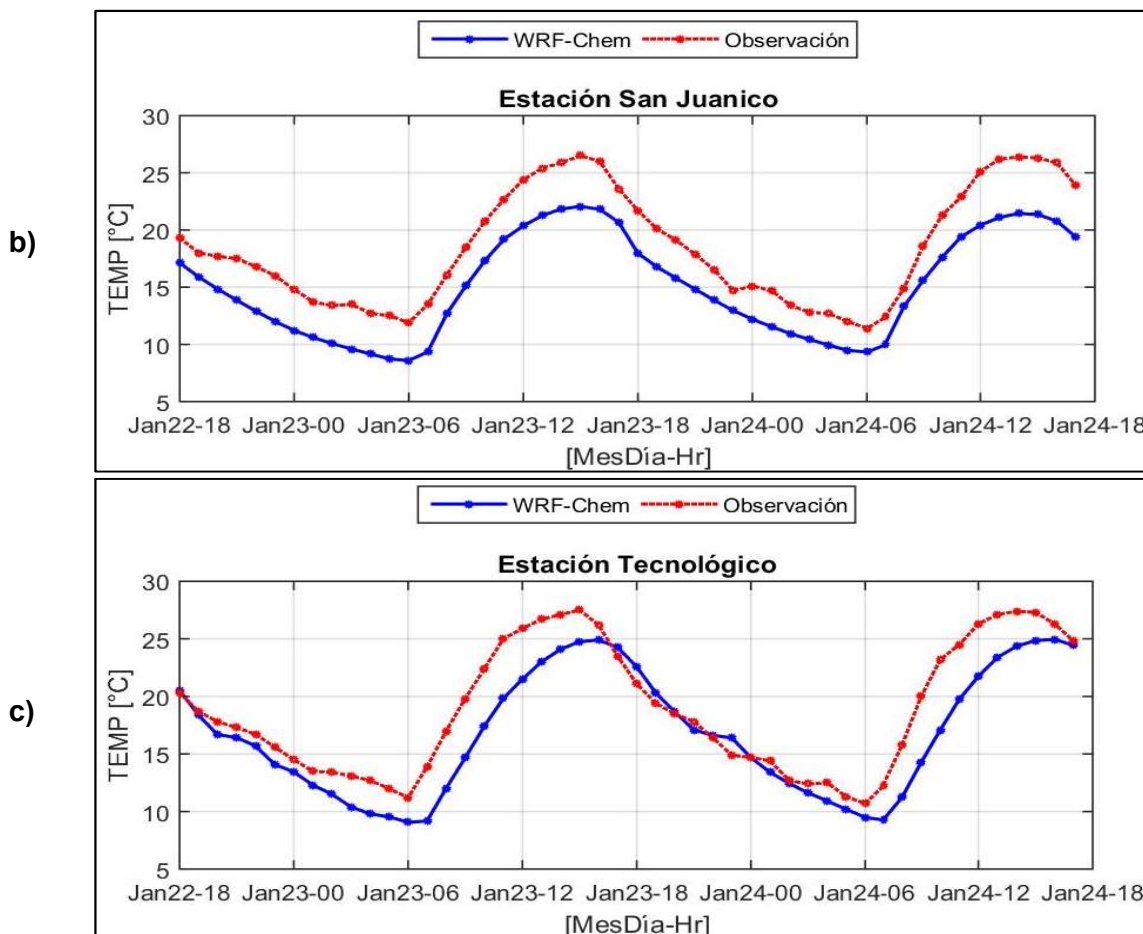 b)
WRF-Chem Observación
Estación San Juanico
30
25
20
15
10
5
TEMP [°C]
Jan22-18 Jan23-00 Jan23-06 Jan23-12 Jan23-18 Jan24-00 Jan24-06 Jan24-12 Jan24-18
[MesDía-Hr]
c)
WRF-Chem Observación
Estación Tecnológico
30
25
20
15
10
5
TEMP [°C]
Jan22-18 Jan23-00 Jan23-06 Jan23-12 Jan23-18 Jan24-00 Jan24-06 Jan24-12 Jan24-18
[MesDía-Hr]